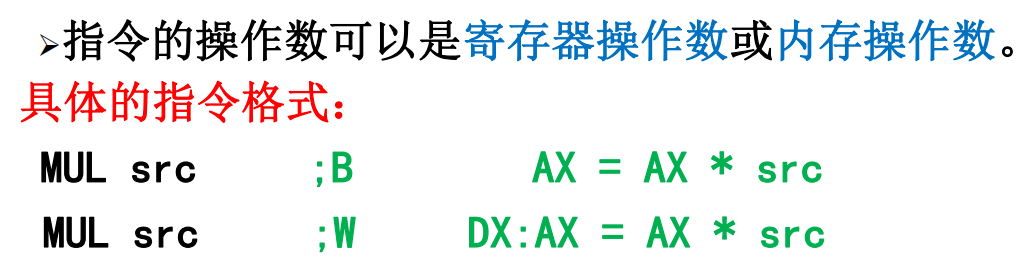 ➢指令的操作数可以是寄存器操作数或内存操作数。
具体的指令格式：
MUL src ;B AX = AX * src
MUL src ;W DX:AX = AX * src